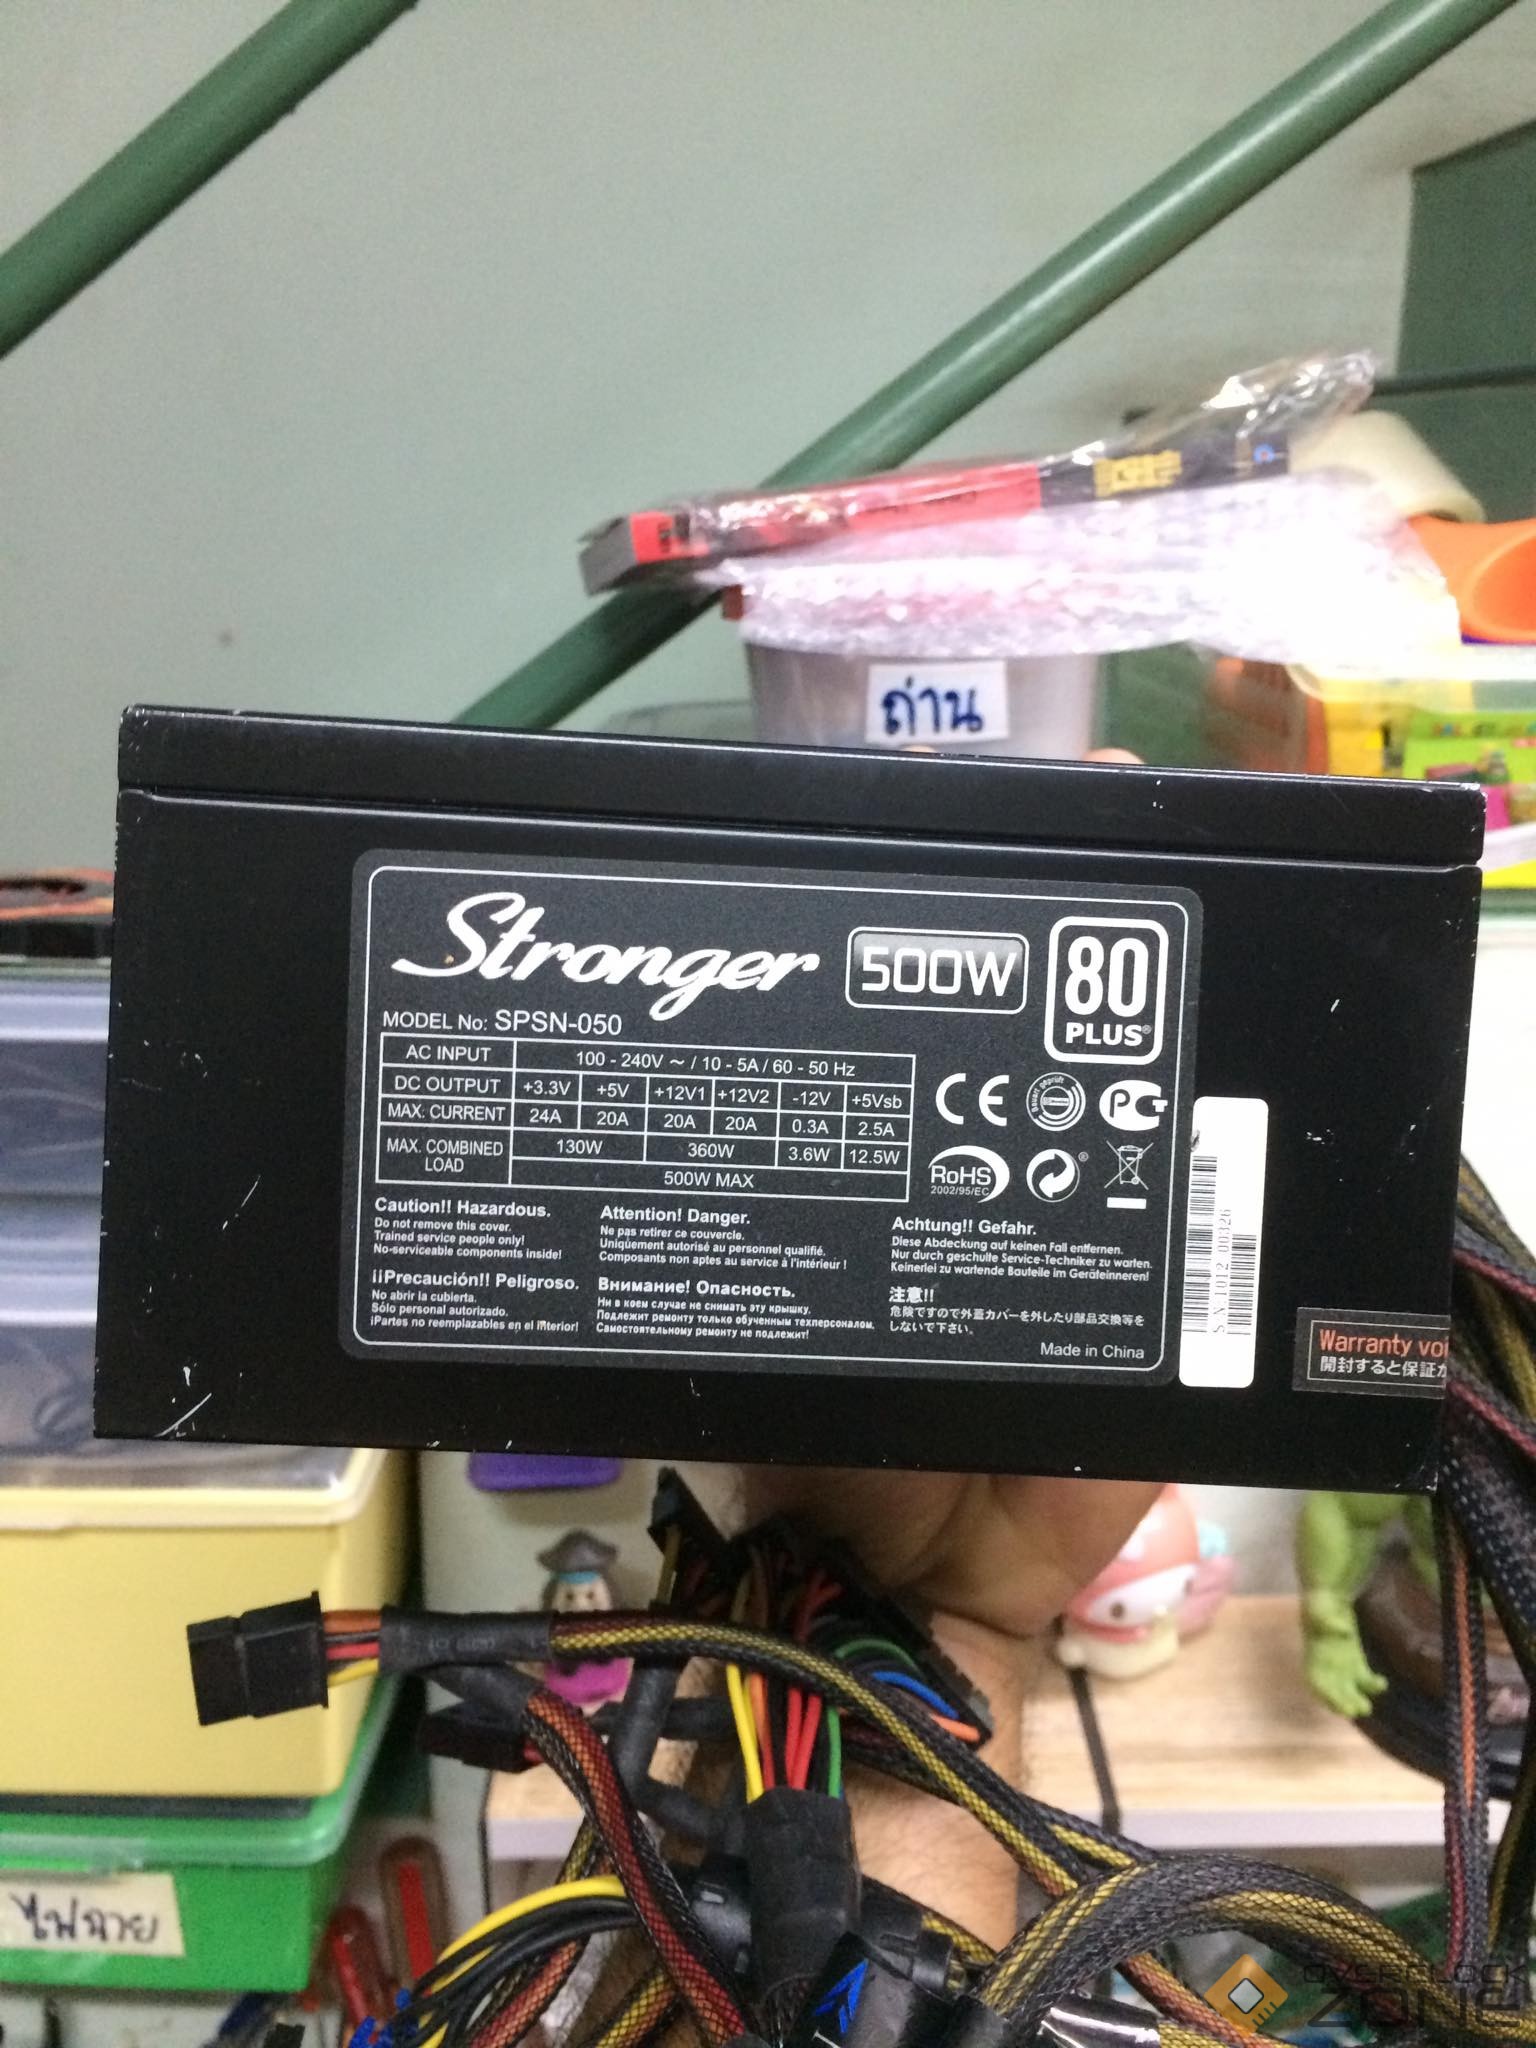 ถ่าน
Stronger
500W
80
PLUS®
MODEL No: SPSN-050
AC INPUT 100 - 240V ～ / 10 - 5A / 60 - 50 Hz
DC OUTPUT +3.3V +5V +12V1 +12V2 -12V +5Vsb
MAX. CURRENT 24A 20A 20A 20A 0.3A 2.5A
MAX. COMBINED LOAD 130W 360W 3.6W 12.5W
500W MAX
CE
RoHS
2002/95/EC
Caution!! Hazardous.
Do not remove this cover.
Trained service people only!
No-serviceable components inside!
Attention! Danger.
Ne pas retirer ce couvercle.
Uniquement autorisé au personnel qualifié.
Composants non aptes au service à l'intérieur !
Achtung!! Gefahr.
Diese Abdeckung auf keinen Fall entfernen.
Nur durch geschulte Service-Techniker zu warten.
Keinerlei zu wartende Bauteile im Geräteinneren!
¡¡Precaución!! Peligroso.
No abrir la cubierta.
Sólo personal autorizado.
¡Partes no reemplazables en el interior!
Внимание! Опасность.
Ни в коем случае не снимать эту крышку.
Подлежит ремонту только обученным техперсоналом.
Самостоятельному ремонту не подлежит!
注意!!
危険ですので外蓋カバーを外したり部品交換等を
しないで下さい。
Made in China
S/N 1012 00326
Warranty voi
開封すると保証が
ไฟฉาย
OVERCLOCK
ZONE